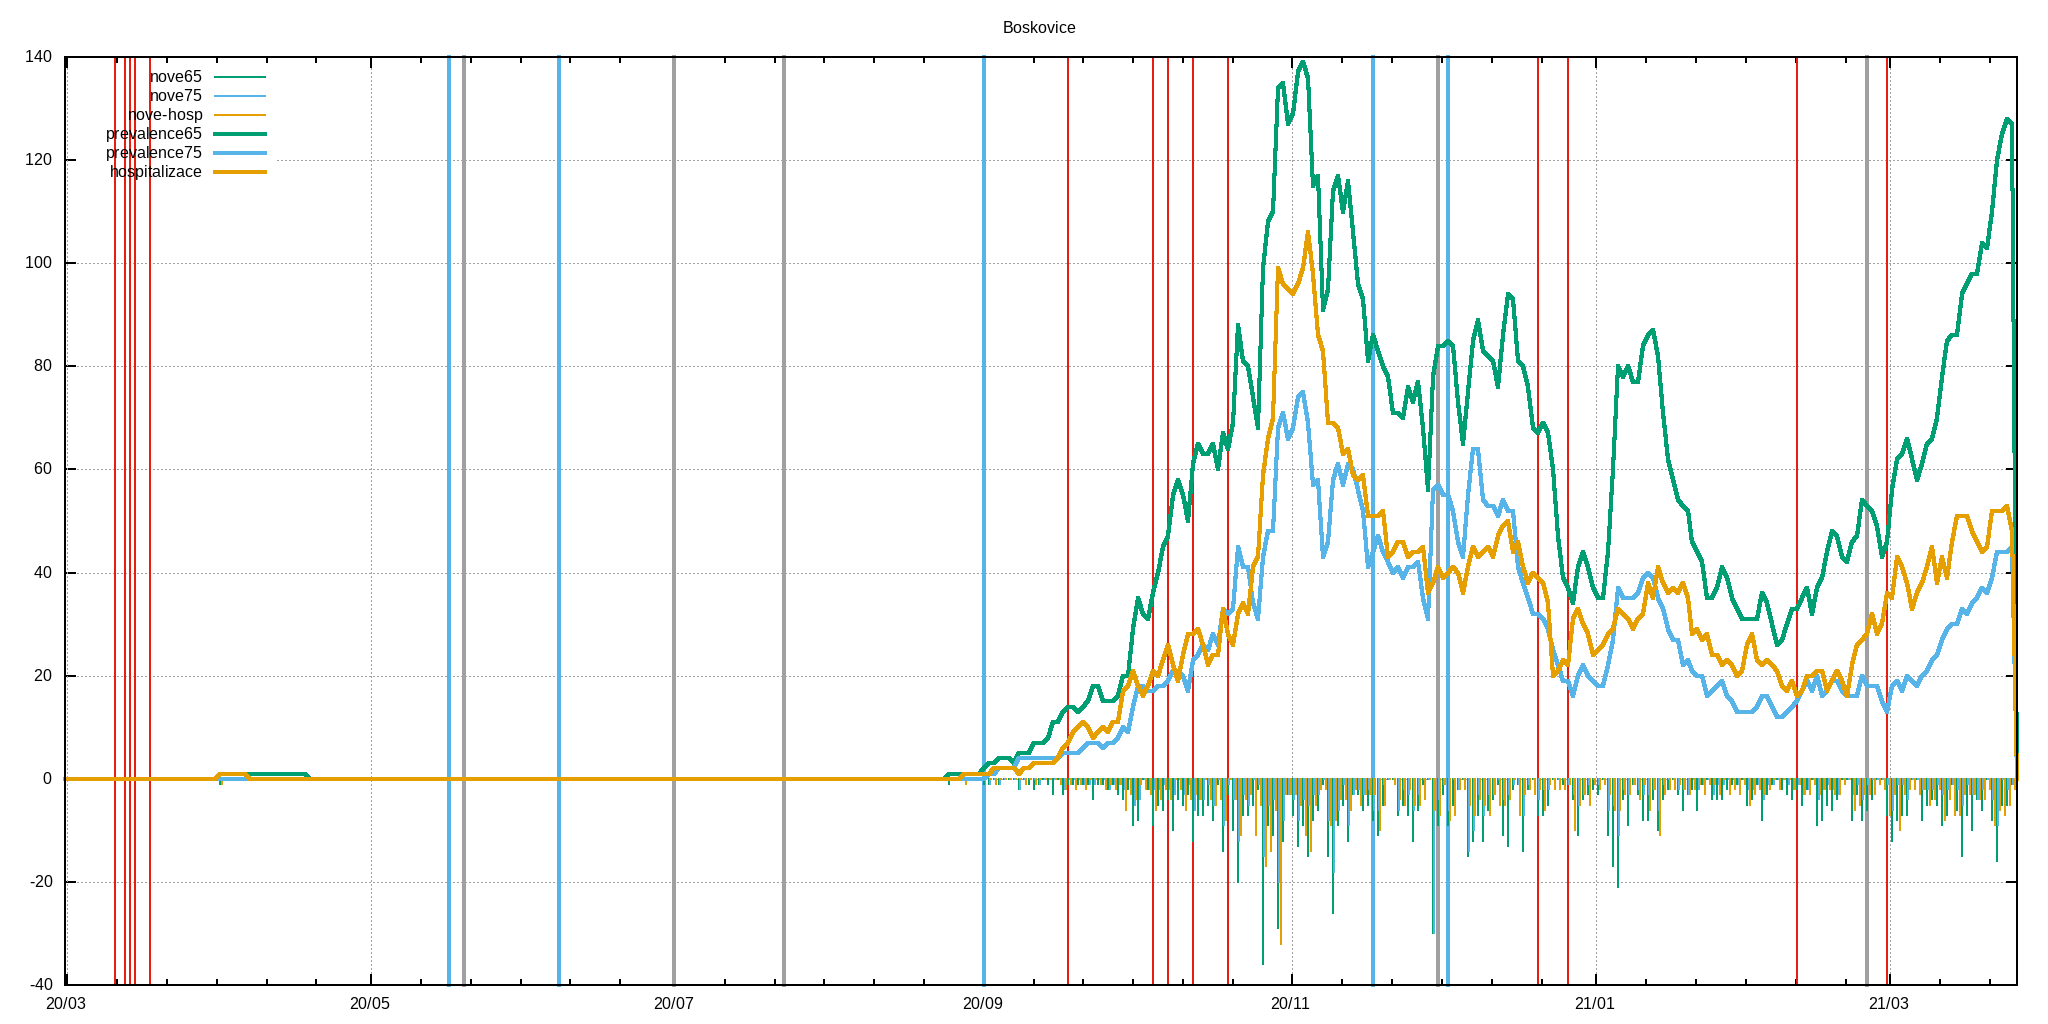 Boskovice
140
nove65
nove75
nove-hosp
prevalence65
prevalence75
hospitalizace
120
100
80
60
40
20
0
-20
-40
20/03 20/05 20/07 20/09 20/11 21/01 21/03